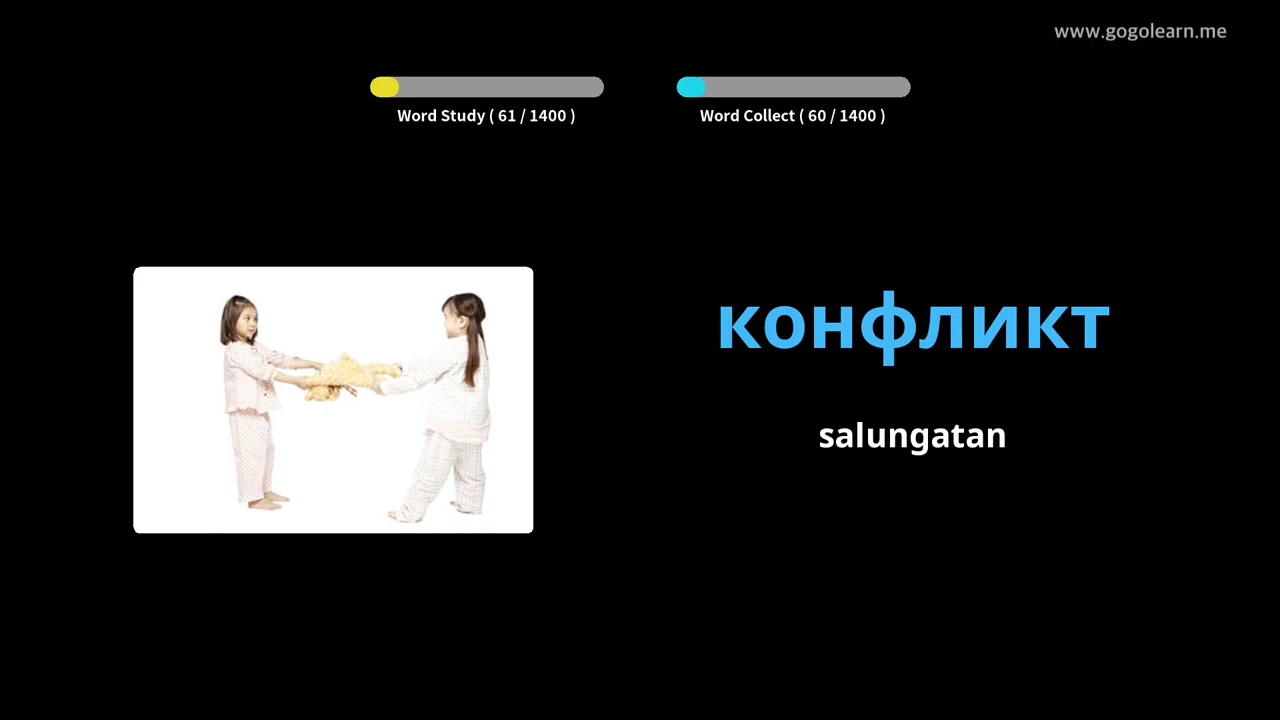 www.gogolearn.me
Word Study ( 61 / 1400 )
Word Collect ( 60 / 1400 )
конфликт
salungatan